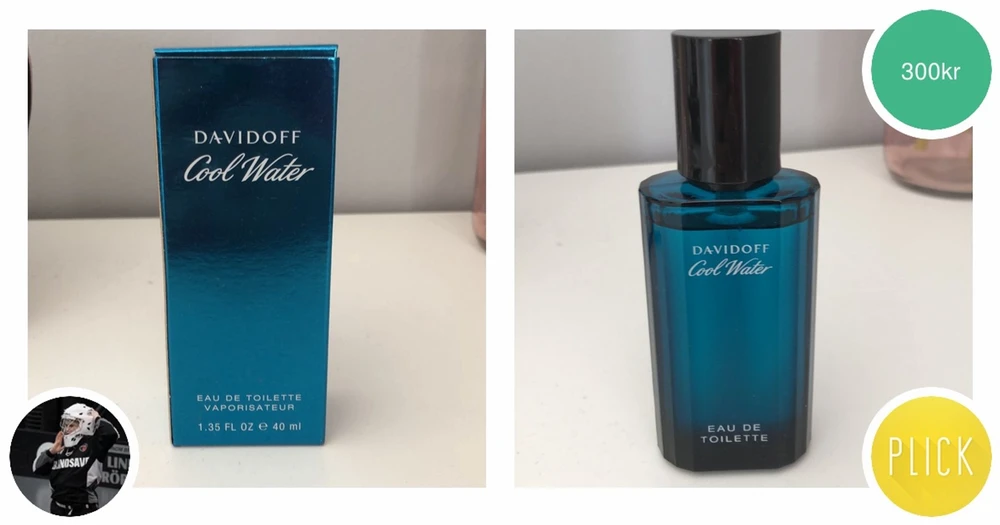 DAVIDOFF
Cool Water
EAU DE TOILETTE
VAPORISATEUR
1.35 FL OZ ℮ 40 ml
300kr
DAVIDOFF
Cool Water
EAU DE
TOILETTE
PLICK